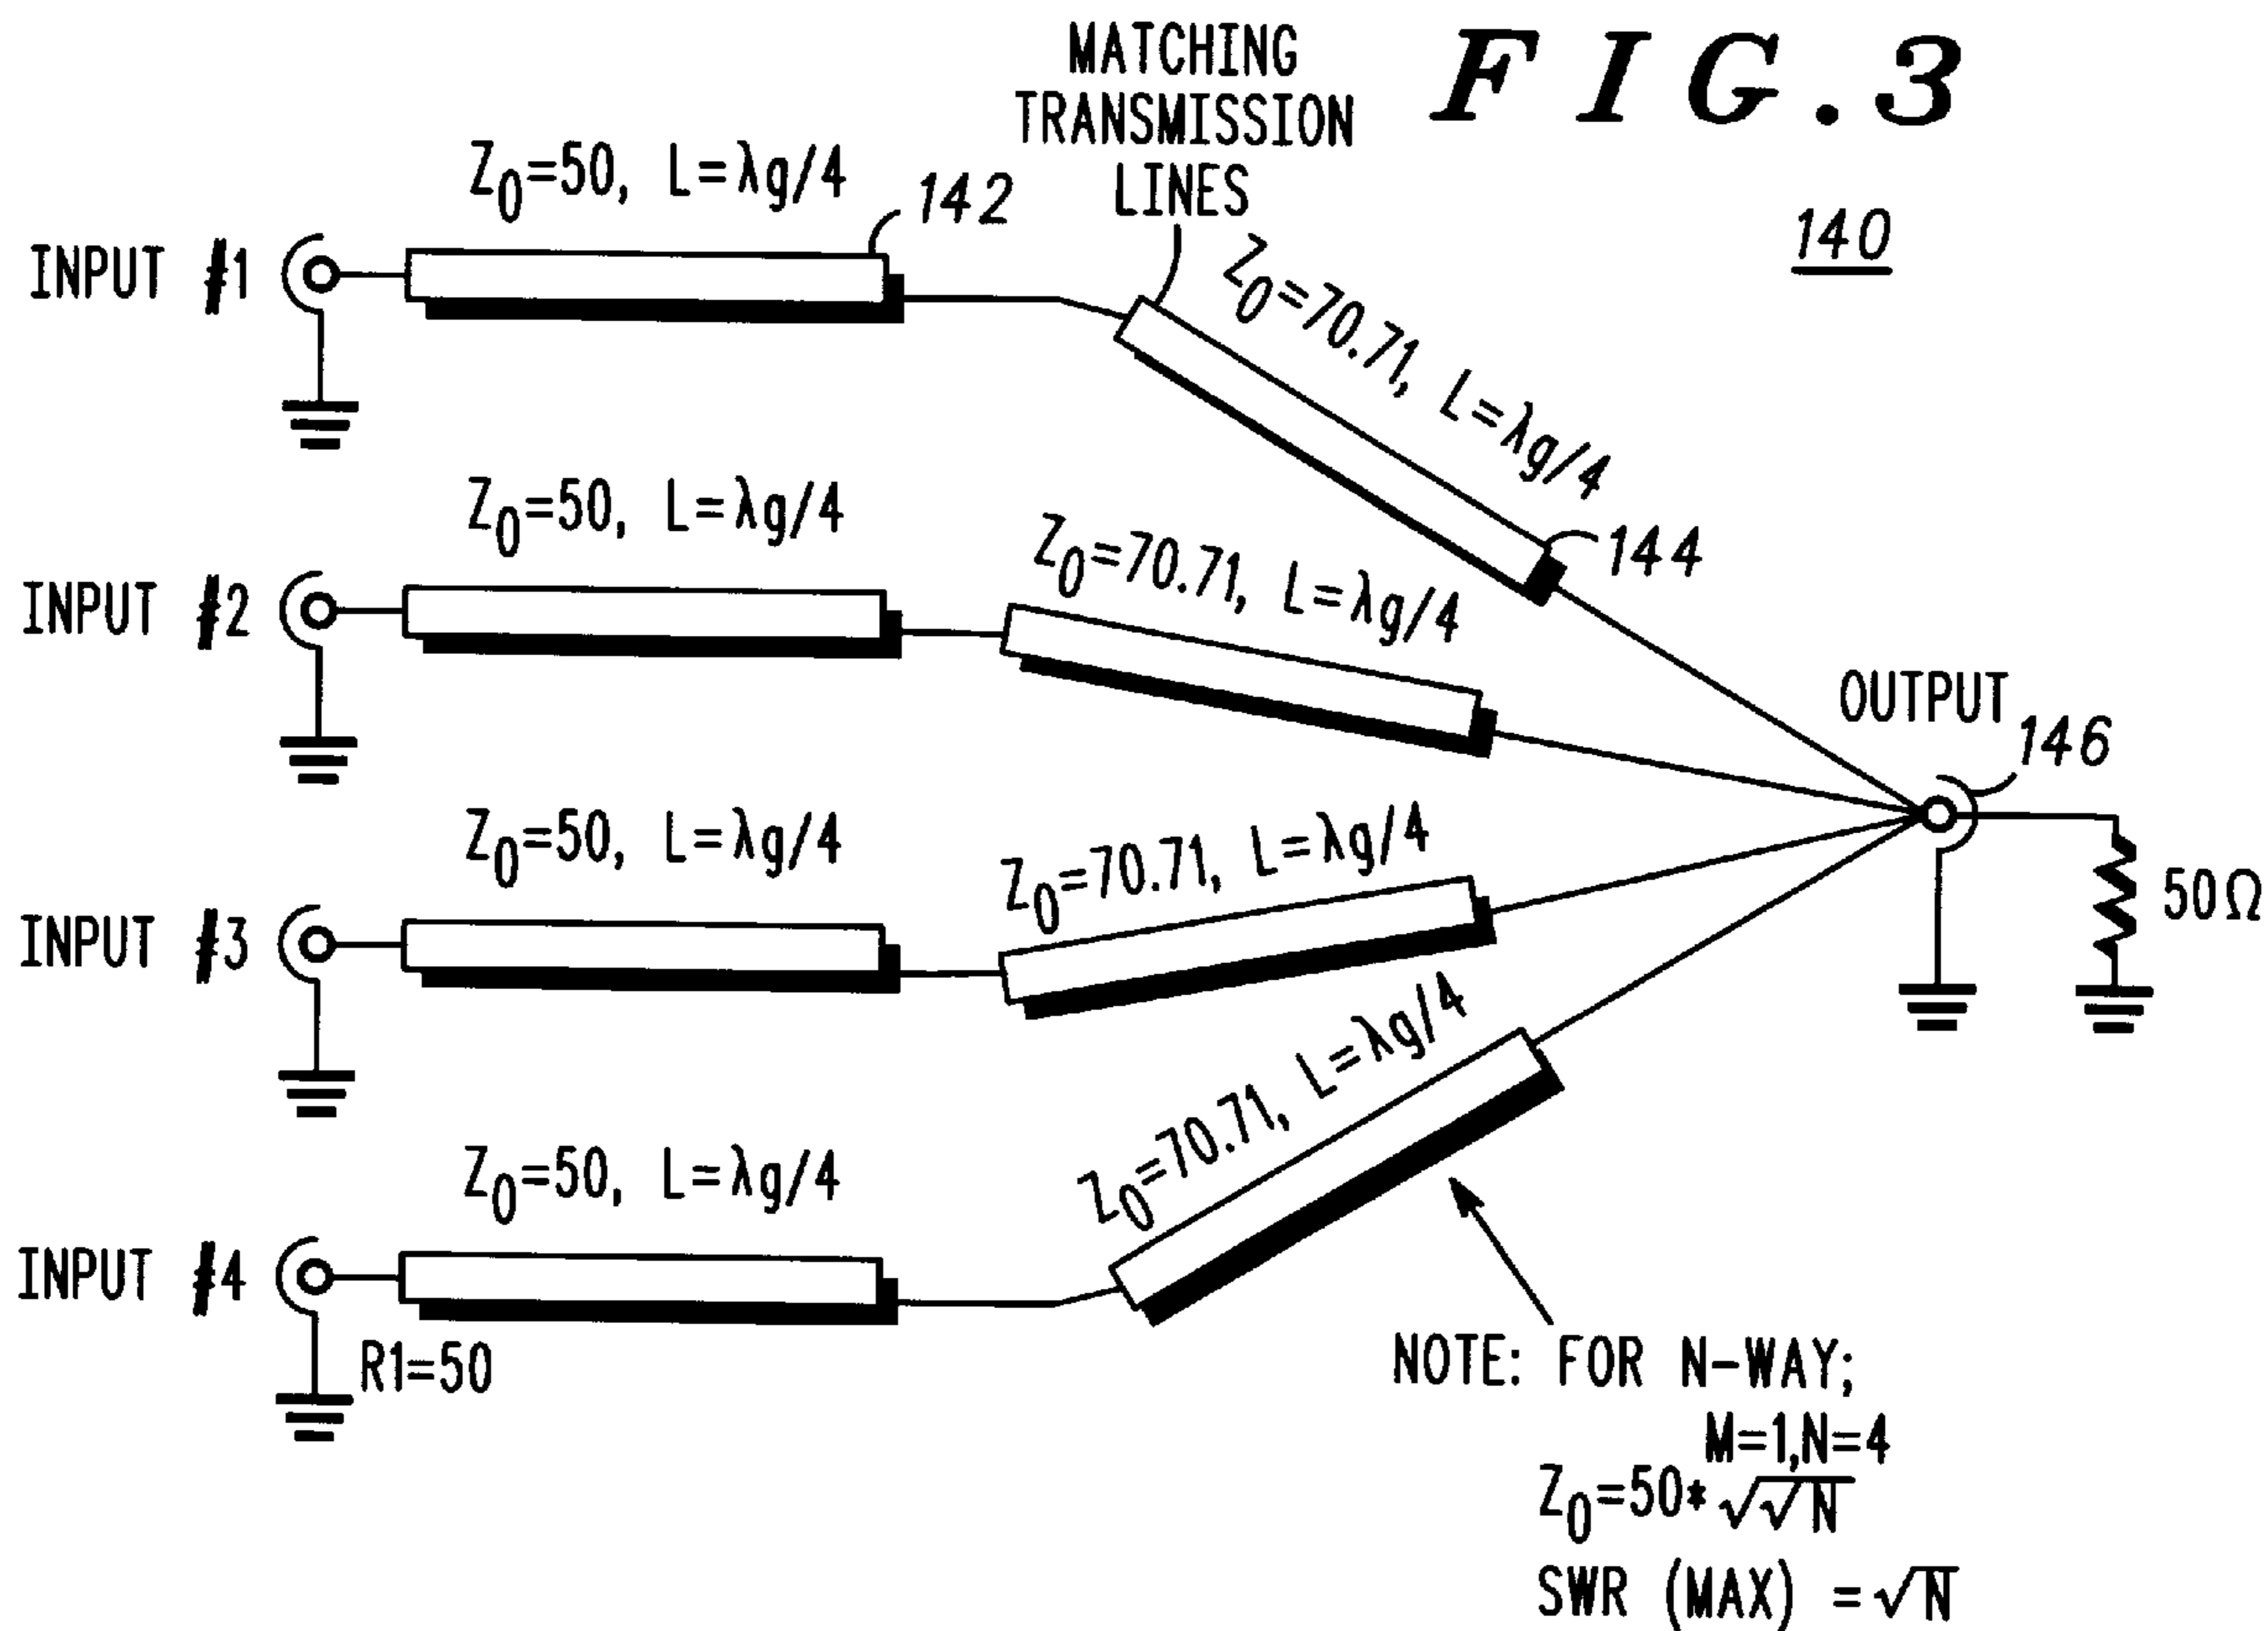 FIG.3
MATCHING
TRANSMISSION
LINES
140
Z0=50, L=λg/4
142
INPUT #1
Z0=70.71, L=λg/4
144
Z0=50, L=λg/4
INPUT #2
Z0=70.71, L=λg/4
OUTPUT
146
50Ω
Z0=50, L=λg/4
INPUT #3
Z0=70.71, L=λg/4
Z0=50, L=λg/4
INPUT #4
Z0=70.71, L=λg/4
R1=50
NOTE: FOR N-WAY;
M=1,N=4
Z0=50*√√N
SWR (MAX) =√N